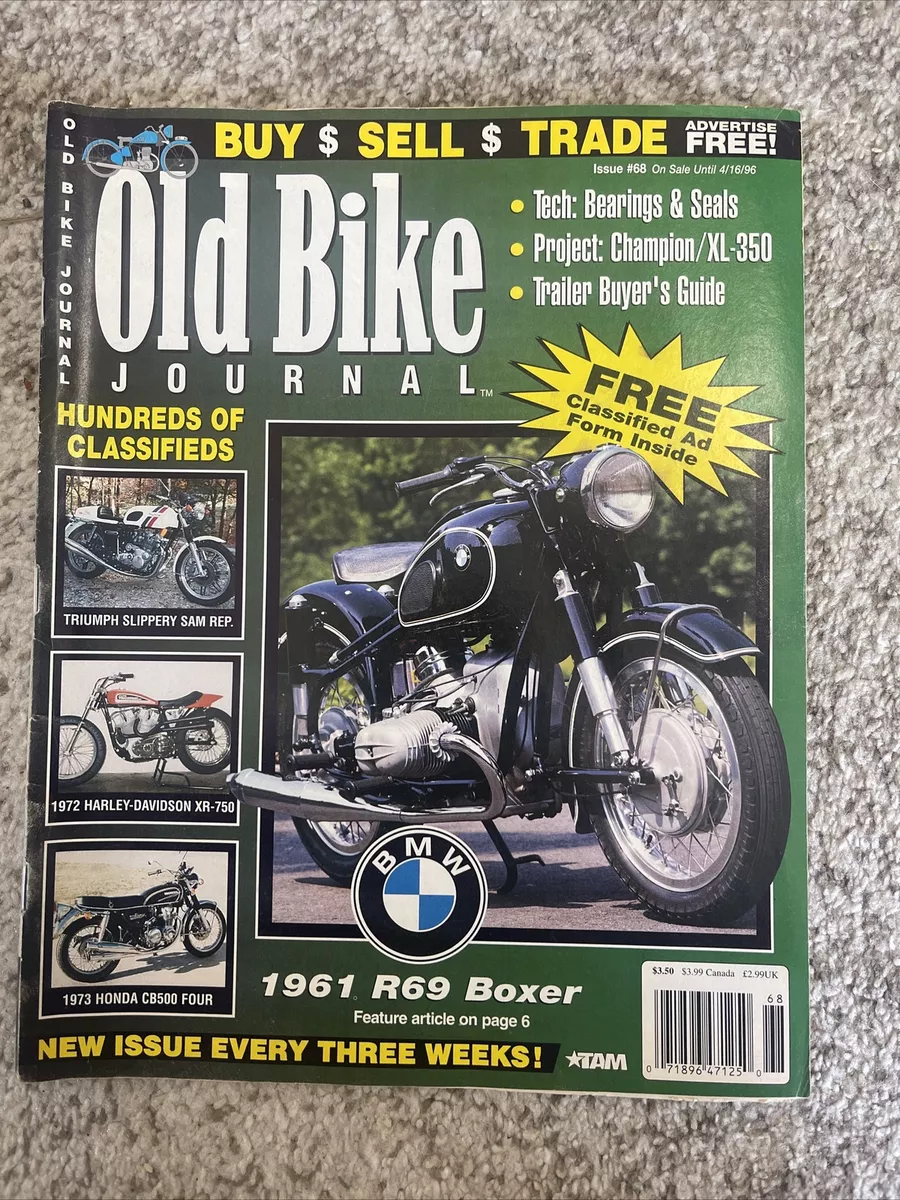 OLD BIKE JOURNAL
BUY $ SELL $ TRADE
ADVERTISE
FREE!
Issue #68 On Sale Until 4/16/96
Old Bike
JOURNAL™
• Tech: Bearings & Seals
• Project: Champion/XL-350
• Trailer Buyer's Guide
FREE
Classified Ad
Form Inside
HUNDREDS OF
CLASSIFIEDS
TRIUMPH SLIPPERY SAM REP.
1972 HARLEY-DAVIDSON XR-750
1973 HONDA CB500 FOUR
BMW
1961 R69 Boxer
Feature article on page 6
NEW ISSUE EVERY THREE WEEKS!
★TAM
$3.50 $3.99 Canada £2.99UK
68
0 71896 47125 0